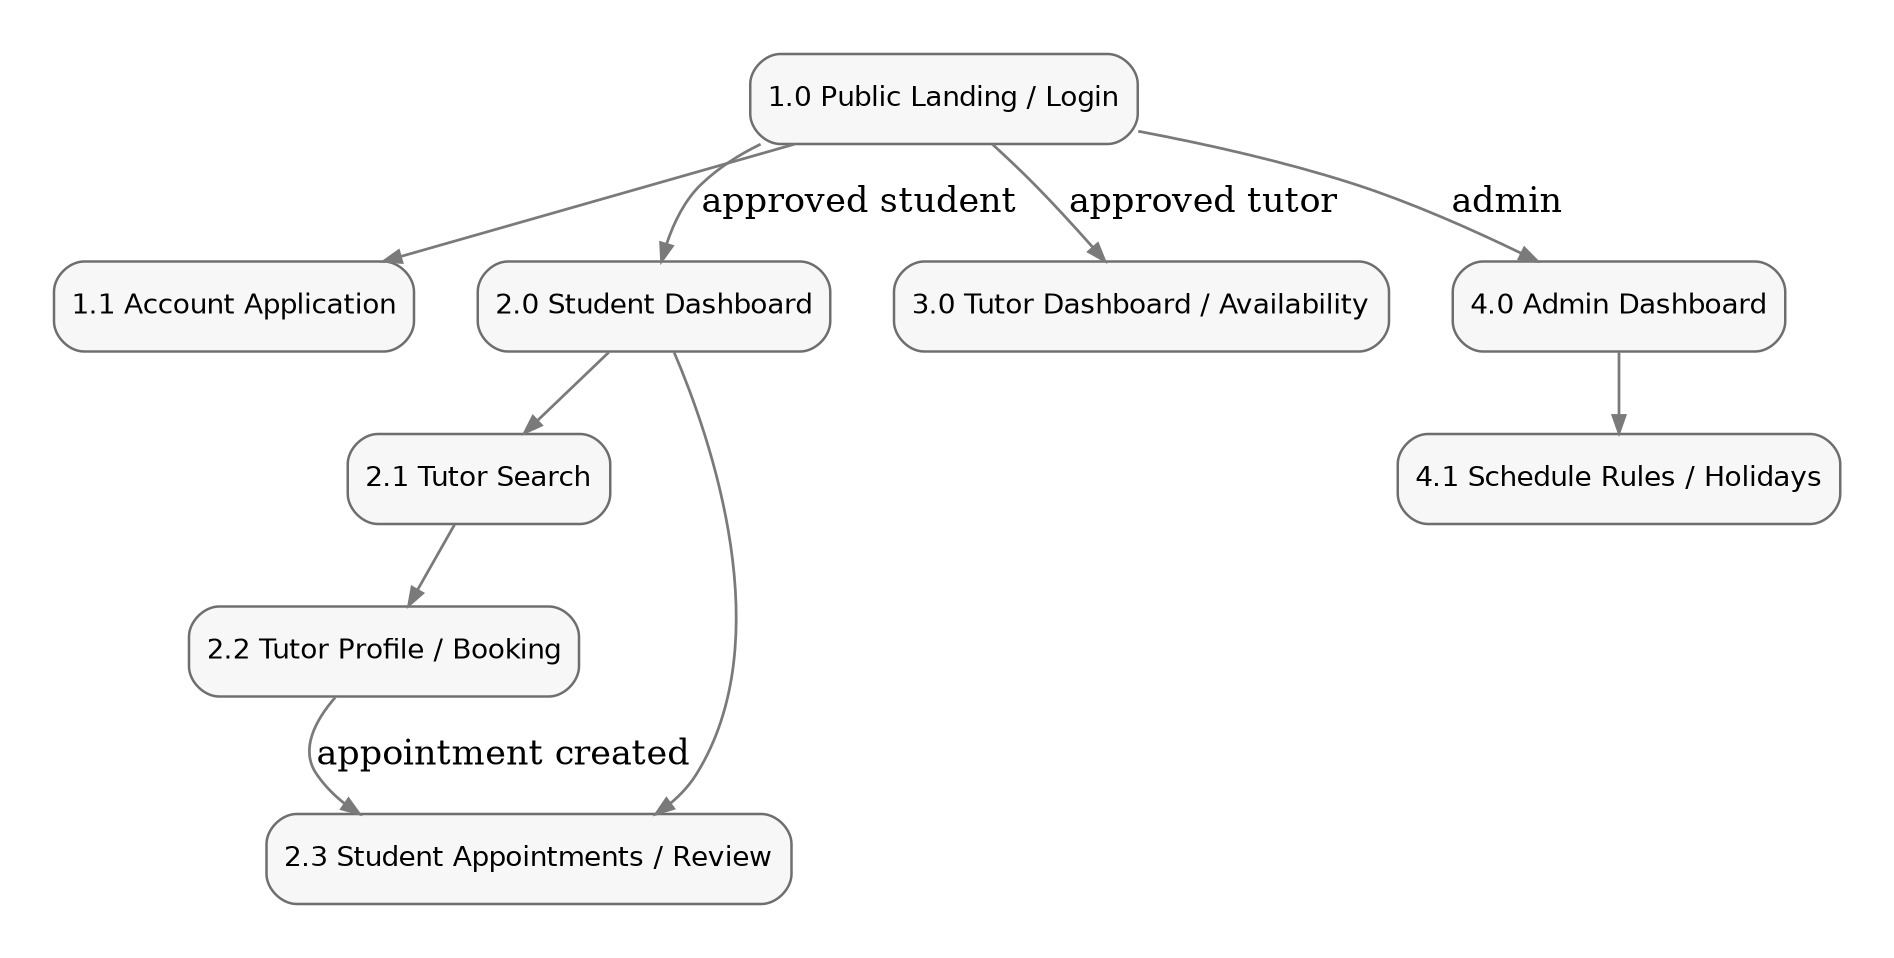 1.0 Public Landing / Login
approved student
approved tutor
admin
1.1 Account Application
2.0 Student Dashboard
3.0 Tutor Dashboard / Availability
4.0 Admin Dashboard
2.1 Tutor Search
4.1 Schedule Rules / Holidays
2.2 Tutor Profile / Booking
appointment created
2.3 Student Appointments / Review